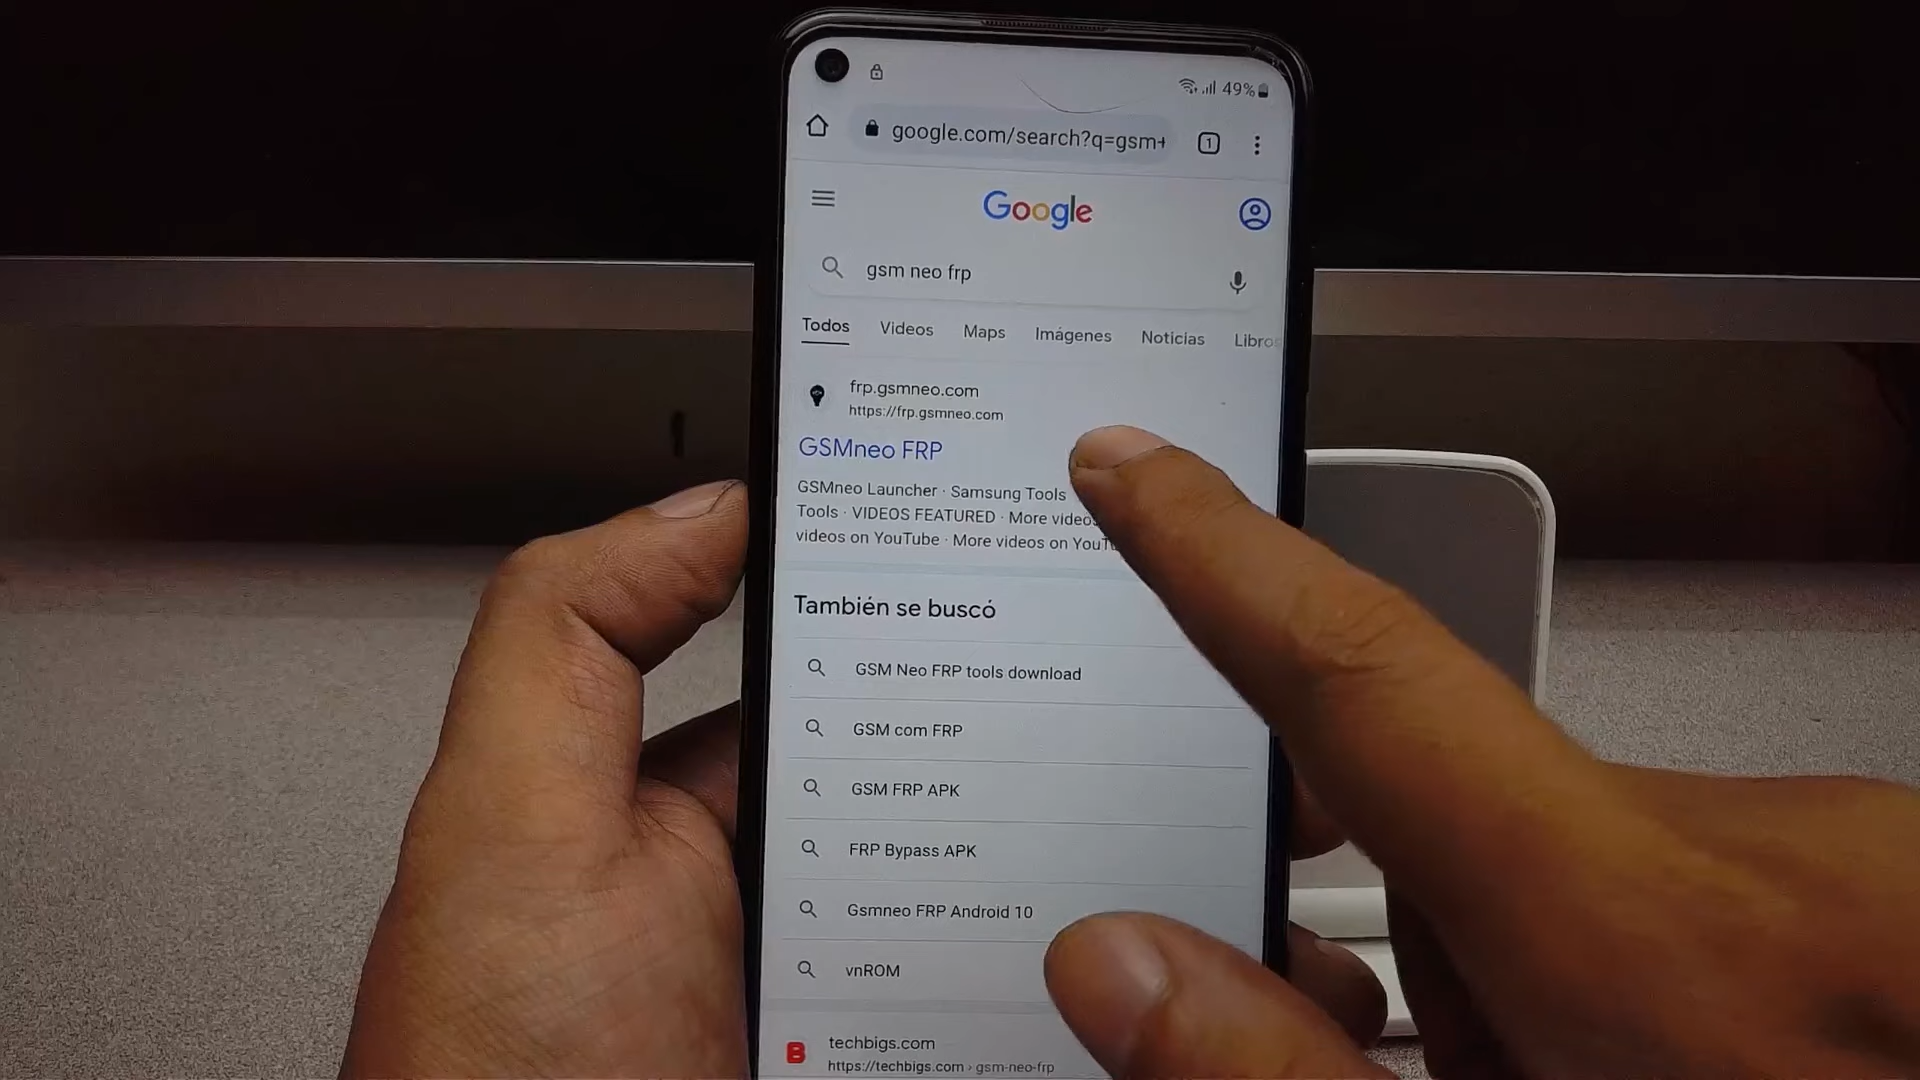 49%
google.com/search?q=gsm+
1
Google
gsm neo frp
Todos Videos Maps Imágenes Noticias Libros
frp.gsmneo.com
https://frp.gsmneo.com
GSMneo FRP
GSMneo Launcher · Samsung Tools
Tools · VIDEOS FEATURED · More videos
videos on YouTube · More videos on YouTu
También se buscó
GSM Neo FRP tools download
GSM com FRP
GSM FRP APK
FRP Bypass APK
Gsmneo FRP Android 10
vnROM
B techbigs.com
https://techbigs.com › gsm-neo-frp